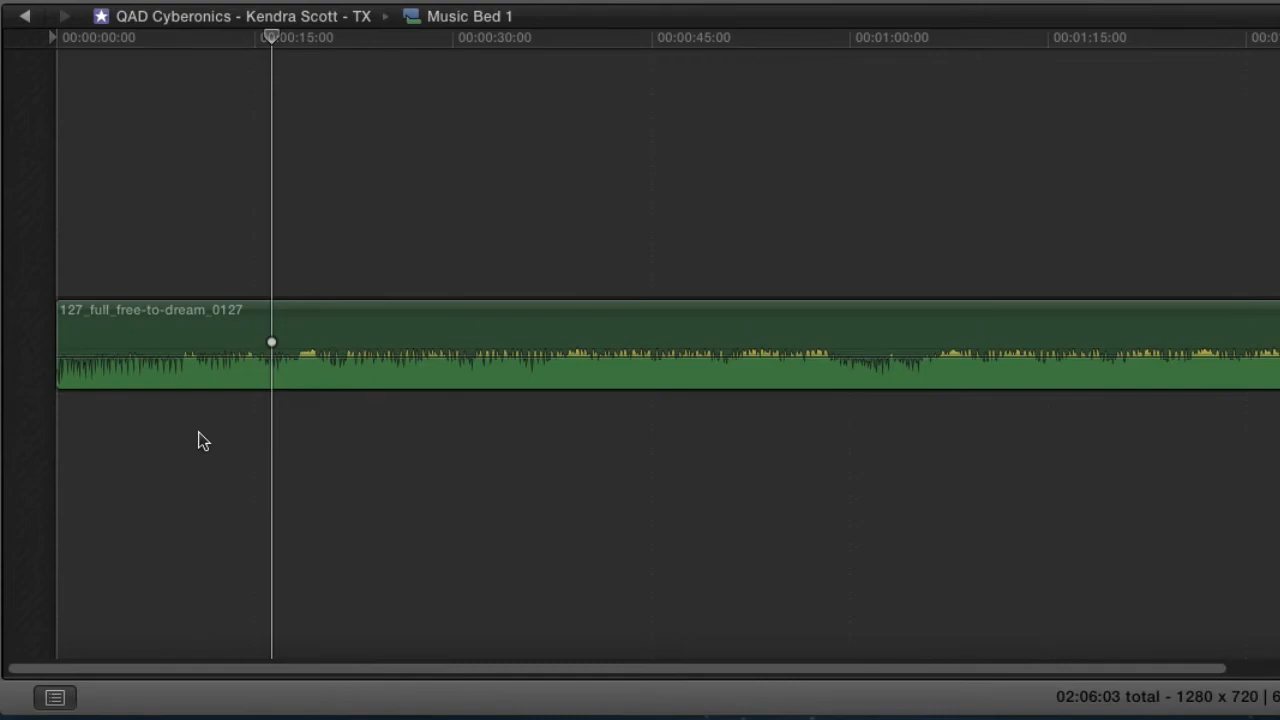 QAD Cyberonics - Kendra Scott - TX Music Bed 1
00:00:00:00 00:00:15:00 00:00:30:00 00:00:45:00 00:01:00:00 00:01:15:00
127_full_free-to-dream_0127
02:06:03 total - 1280 x 720 | 6